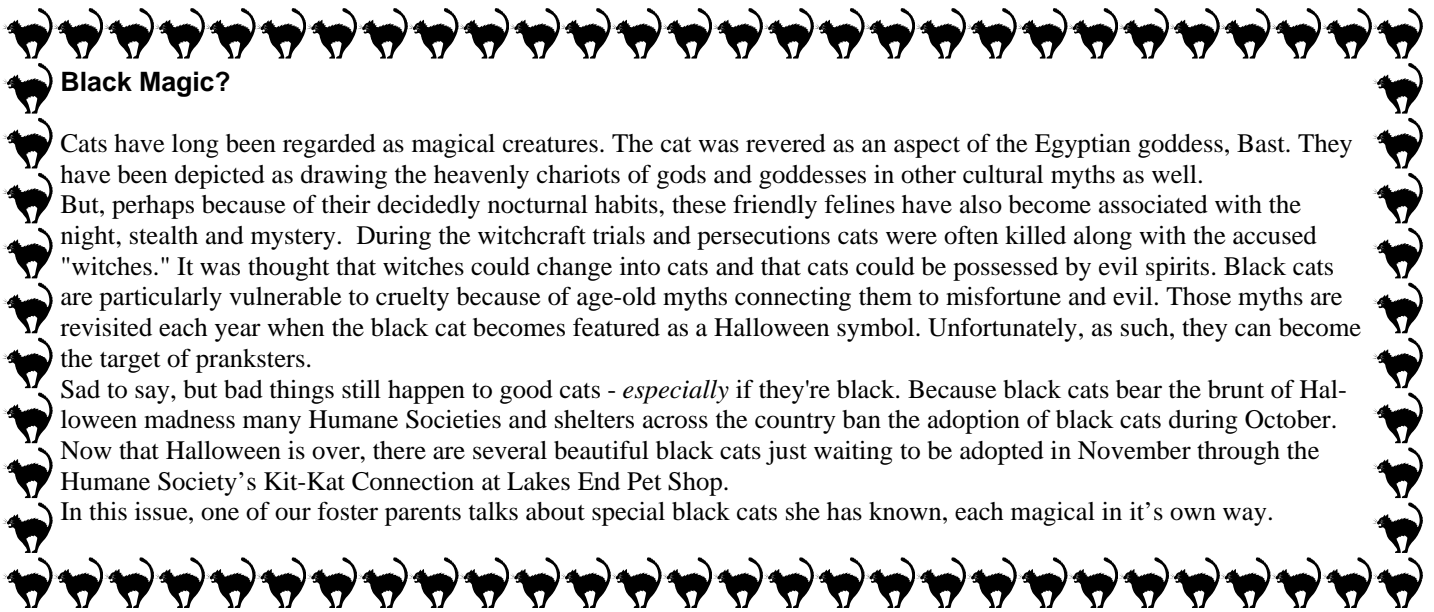 Black Magic?
Cats have long been regarded as magical creatures. The cat was revered as an aspect of the Egyptian goddess, Bast. They
have been depicted as drawing the heavenly chariots of gods and goddesses in other cultural myths as well.
But, perhaps because of their decidedly nocturnal habits, these friendly felines have also become associated with the
night, stealth and mystery.  During the witchcraft trials and persecutions cats were often killed along with the accused
"witches." It was thought that witches could change into cats and that cats could be possessed by evil spirits. Black cats
are particularly vulnerable to cruelty because of age-old myths connecting them to misfortune and evil. Those myths are
revisited each year when the black cat becomes featured as a Halloween symbol. Unfortunately, as such, they can become
the target of pranksters.
Sad to say, but bad things still happen to good cats - especially if they're black. Because black cats bear the brunt of Hal-
loween madness many Humane Societies and shelters across the country ban the adoption of black cats during October.
Now that Halloween is over, there are several beautiful black cats just waiting to be adopted in November through the
Humane Society’s Kit-Kat Connection at Lakes End Pet Shop.
In this issue, one of our foster parents talks about special black cats she has known, each magical in it’s own way.